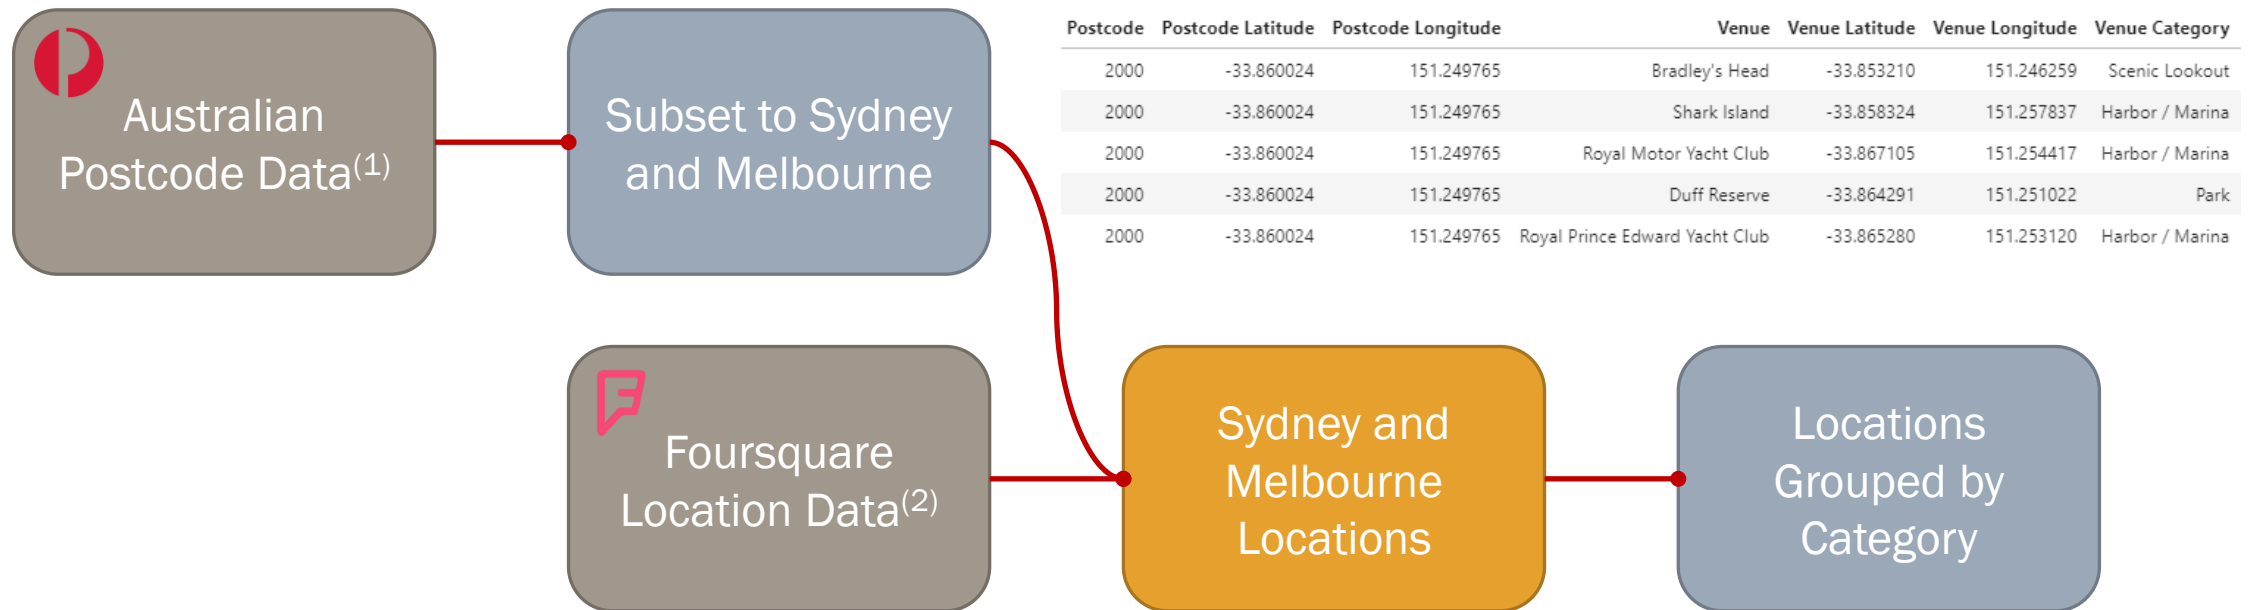 Australian
Postcode Data(1)
Subset to Sydney
and Melbourne
Postcode Postcode Latitude Postcode Longitude Venue Venue Latitude Venue Longitude Venue Category
2000 -33.860024 151.249765 Bradley's Head -33.853210 151.246259 Scenic Lookout
2000 -33.860024 151.249765 Shark Island -33.858324 151.257837 Harbor / Marina
2000 -33.860024 151.249765 Royal Motor Yacht Club -33.867105 151.254417 Harbor / Marina
2000 -33.860024 151.249765 Duff Reserve -33.864291 151.251022 Park
2000 -33.860024 151.249765 Royal Prince Edward Yacht Club -33.865280 151.253120 Harbor / Marina
Foursquare
Location Data(2)
Sydney and
Melbourne
Locations
Locations
Grouped by
Category